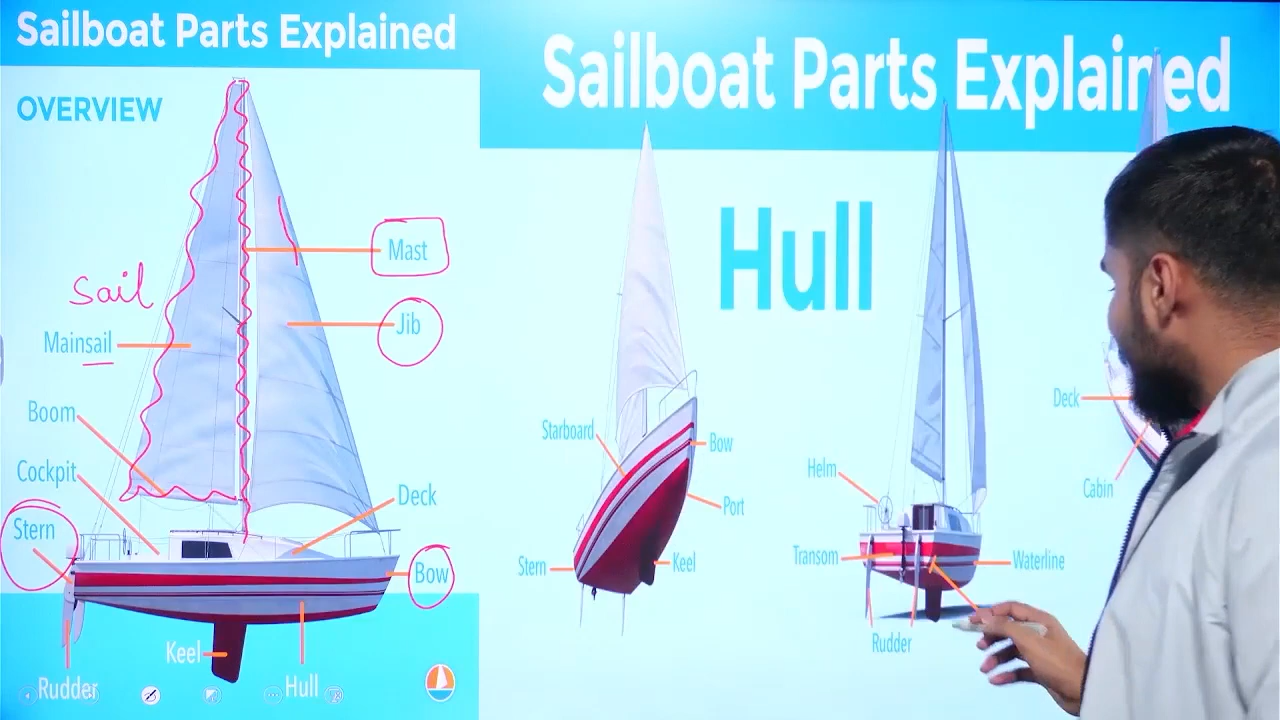 Sailboat Parts Explained
OVERVIEW
Mast
Sail
Jib
Mainsail
Boom
Cockpit
Deck
Stern
Bow
Keel
Rudder
Hull
Sailboat Parts Explained
Hull
Starboard
Bow
Port
Stern
Keel
Helm
Transom
Waterline
Rudder
Deck
Cabin